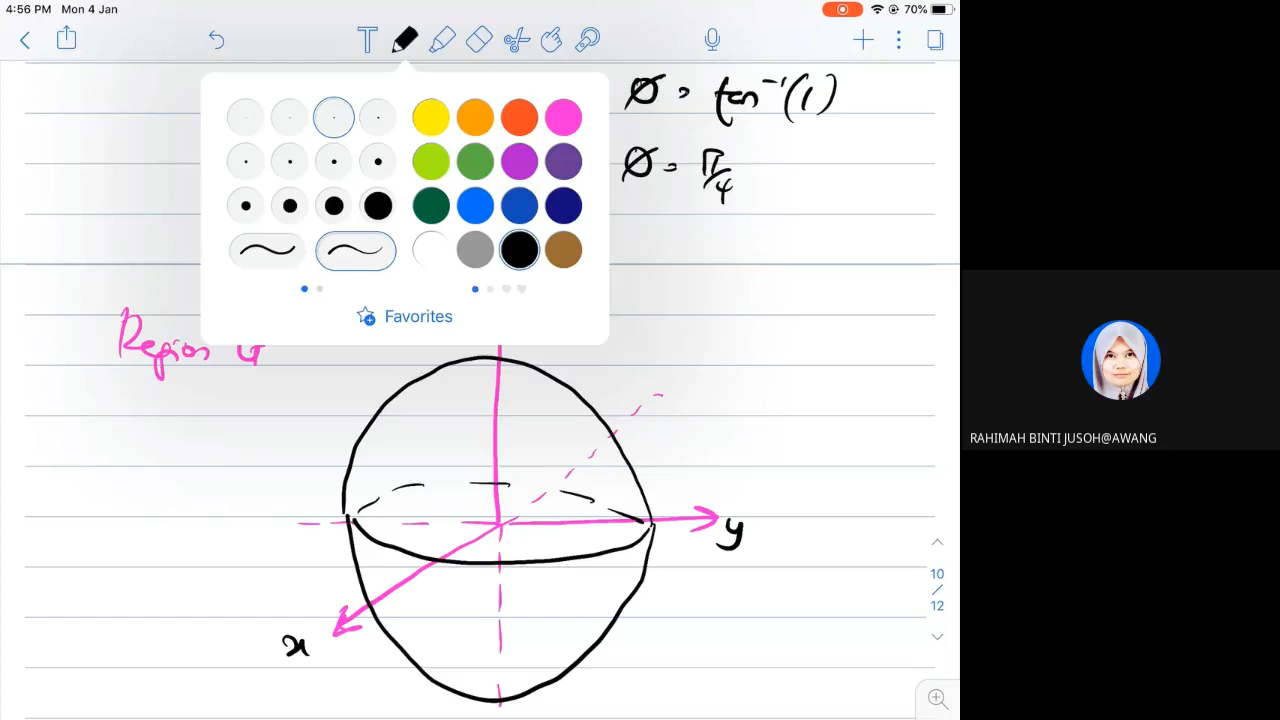 4:56 PM Mon 4 Jan
70%
T
Ø = tan⁻¹(1)
Ø = π/4
Favorites
Region G
y
x
10
/
12
RAHIMAH BINTI JUSOH@AWANG